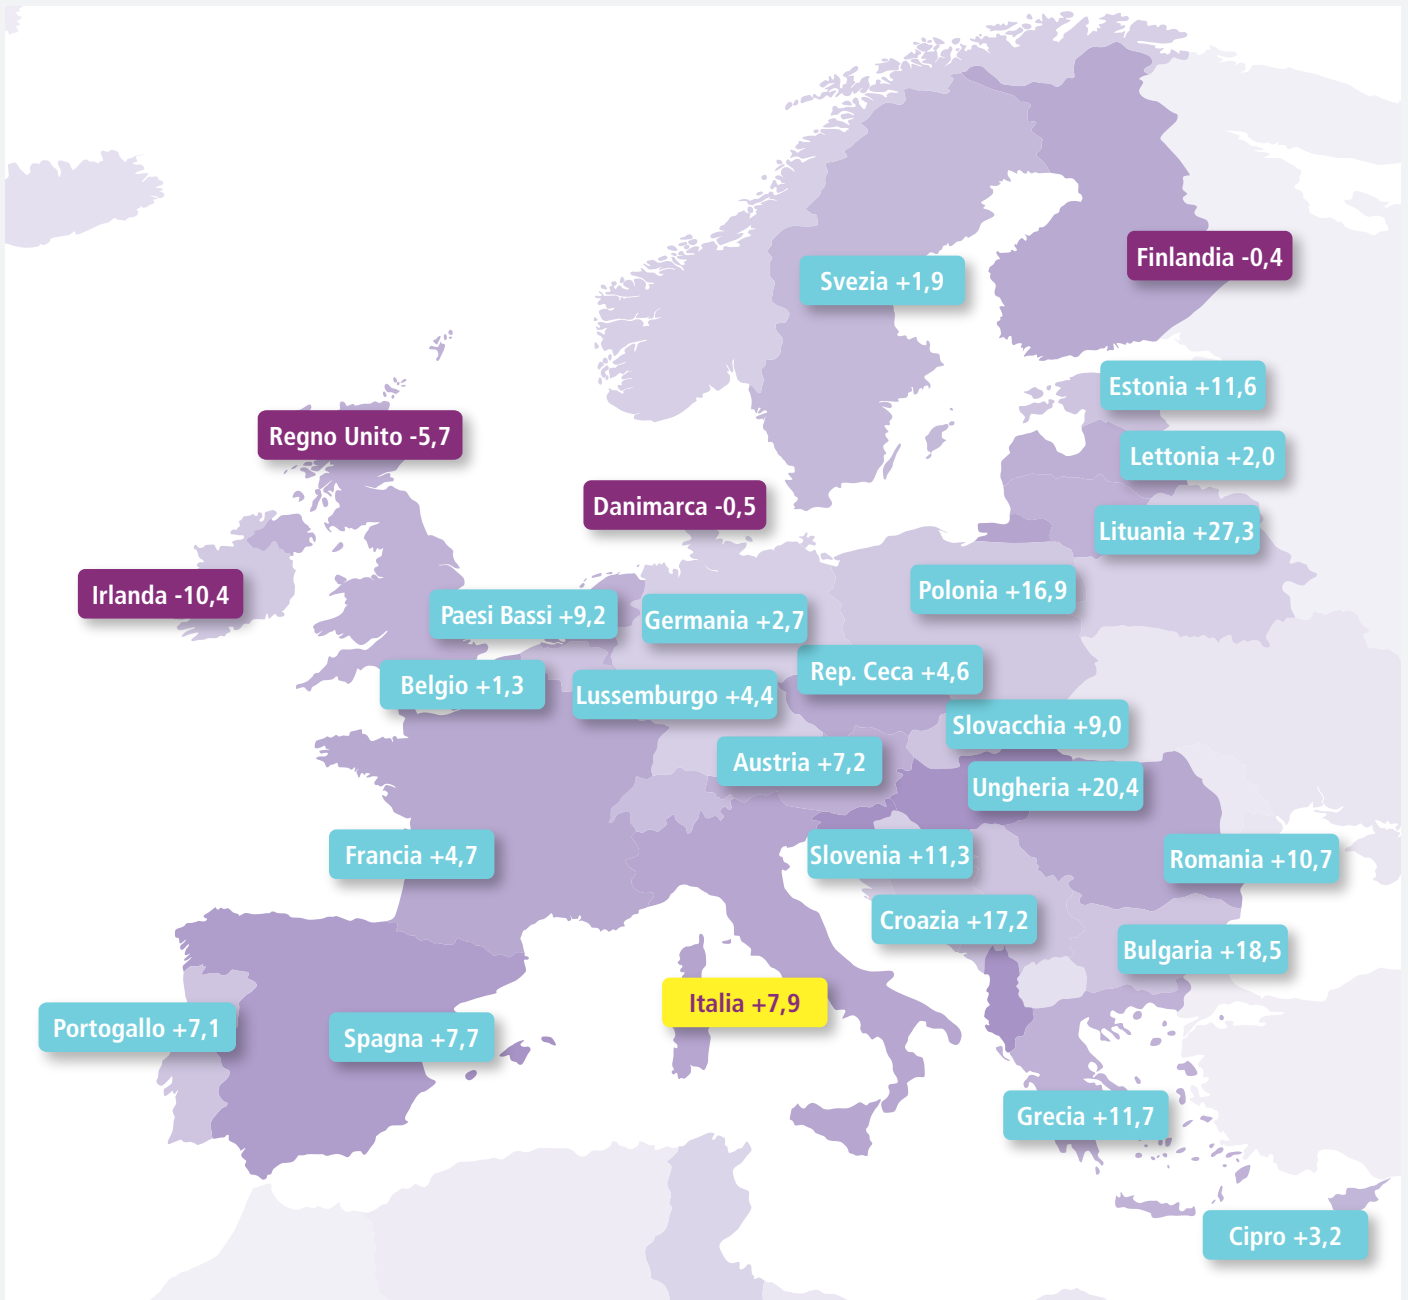 Finlandia -0,4
Svezia +1,9
Estonia +11,6
Regno Unito -5,7
Lettonia +2,0
Danimarca -0,5
Lituania +27,3
Irlanda -10,4
Polonia +16,9
Paesi Bassi +9,2
Germania +2,7
Rep. Ceca +4,6
Belgio +1,3
Lussemburgo +4,4
Slovacchia +9,0
Austria +7,2
Ungheria +20,4
Francia +4,7
Slovenia +11,3
Romania +10,7
Croazia +17,2
Bulgaria +18,5
Italia +7,9
Portogallo +7,1
Spagna +7,7
Grecia +11,7
Cipro +3,2